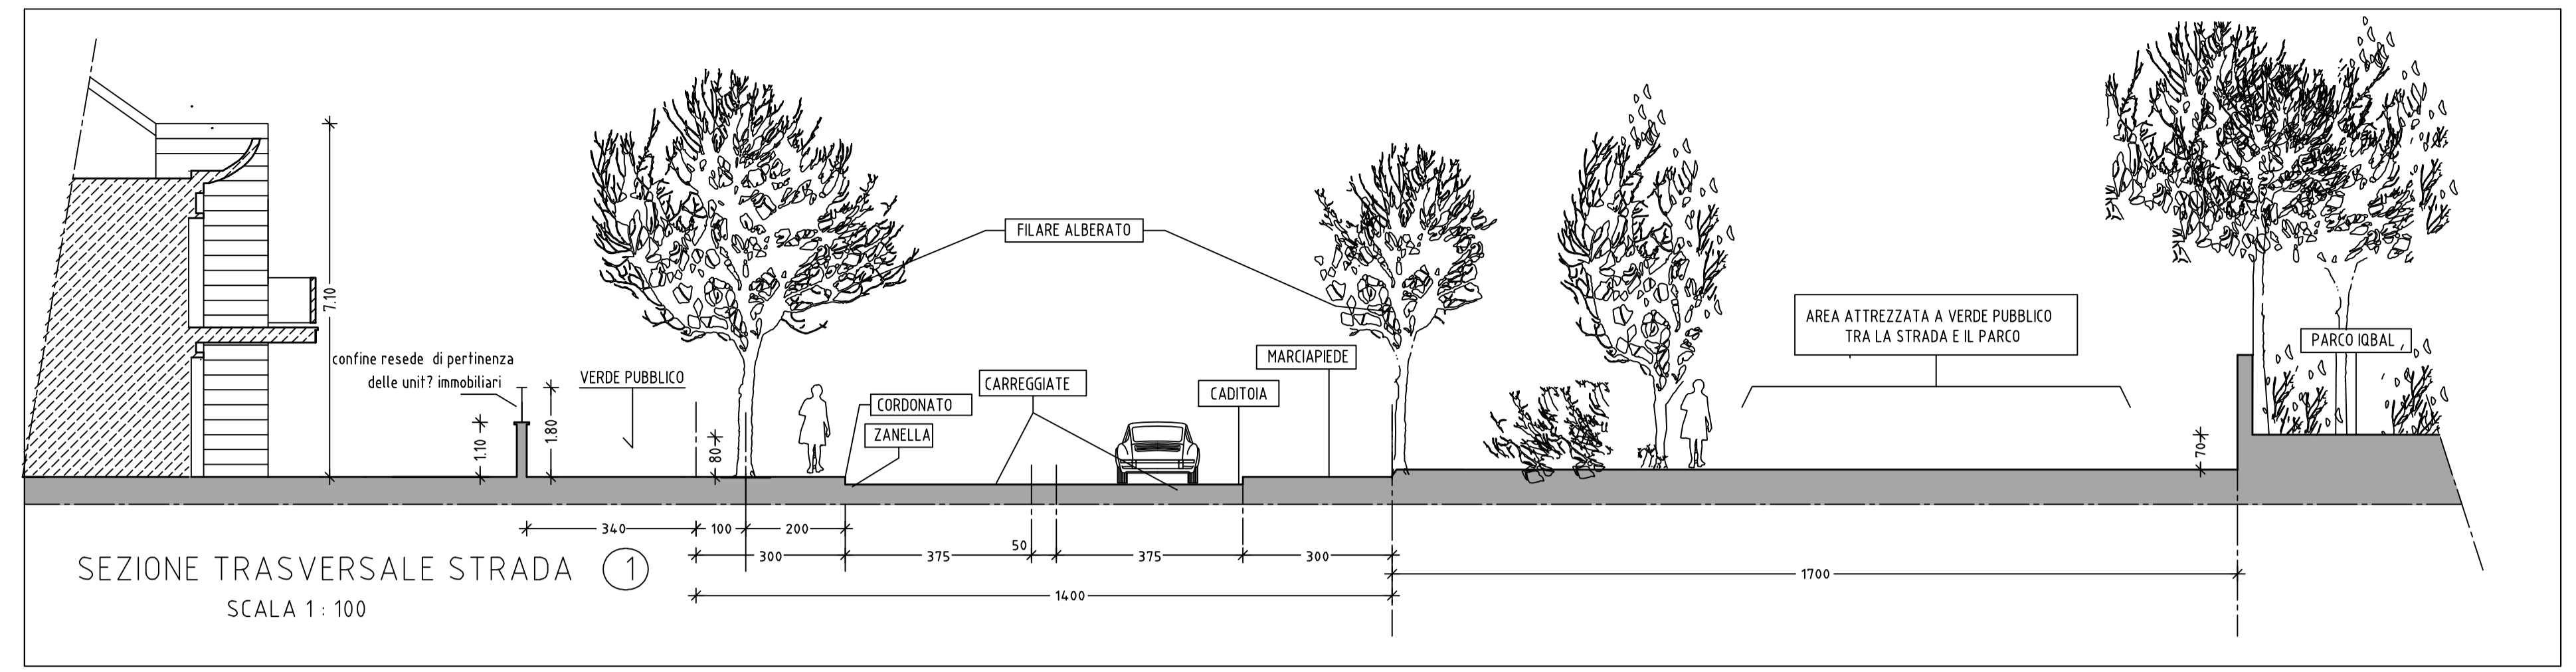 FILARE ALBERATO
7.10
AREA ATTREZZATA A VERDE PUBBLICO
TRA LA STRADA E IL PARCO
PARCO IQBAL ,
confine resede di pertinenza
delle unit? immobiliari
VERDE PUBBLICO
MARCIAPIEDE
CARREGGIATE
CADITOIA
CORDONATO
ZANELLA
1.10
1.80
80
70
340
100
200
300
375
50
375
300
1700
1400
SEZIONE TRASVERSALE STRADA 1
SCALA 1 : 100